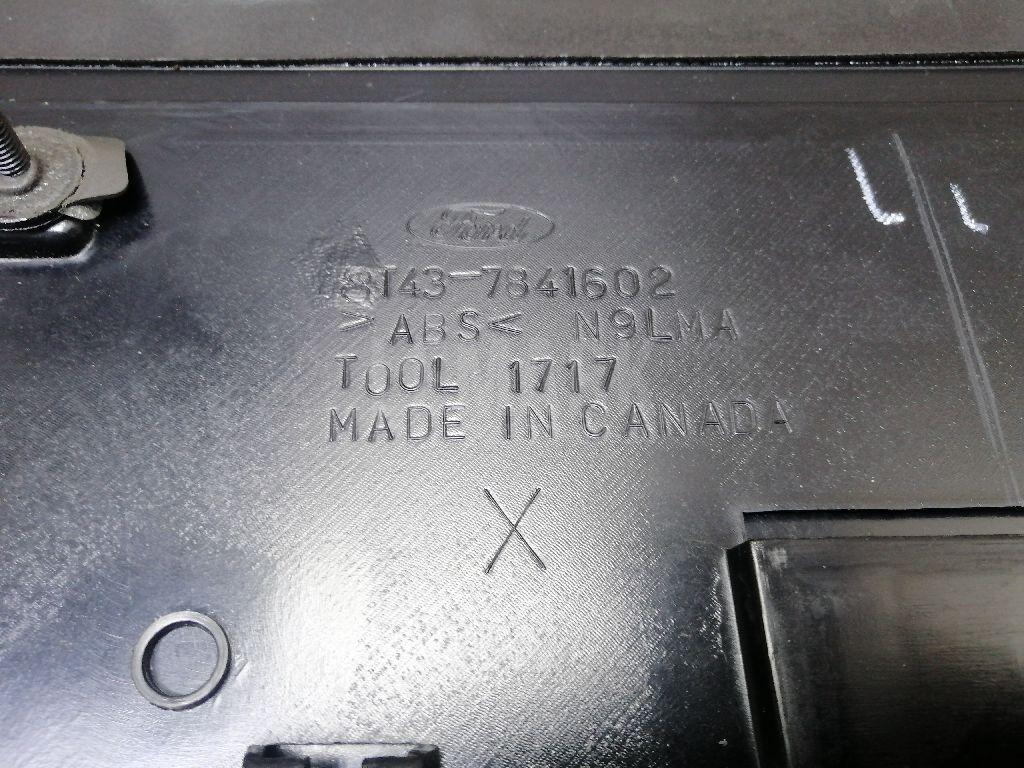 Ford
8T43-7841602
>ABS< N9LMA
TOOL 1717
MADE IN CANADA
X
L L